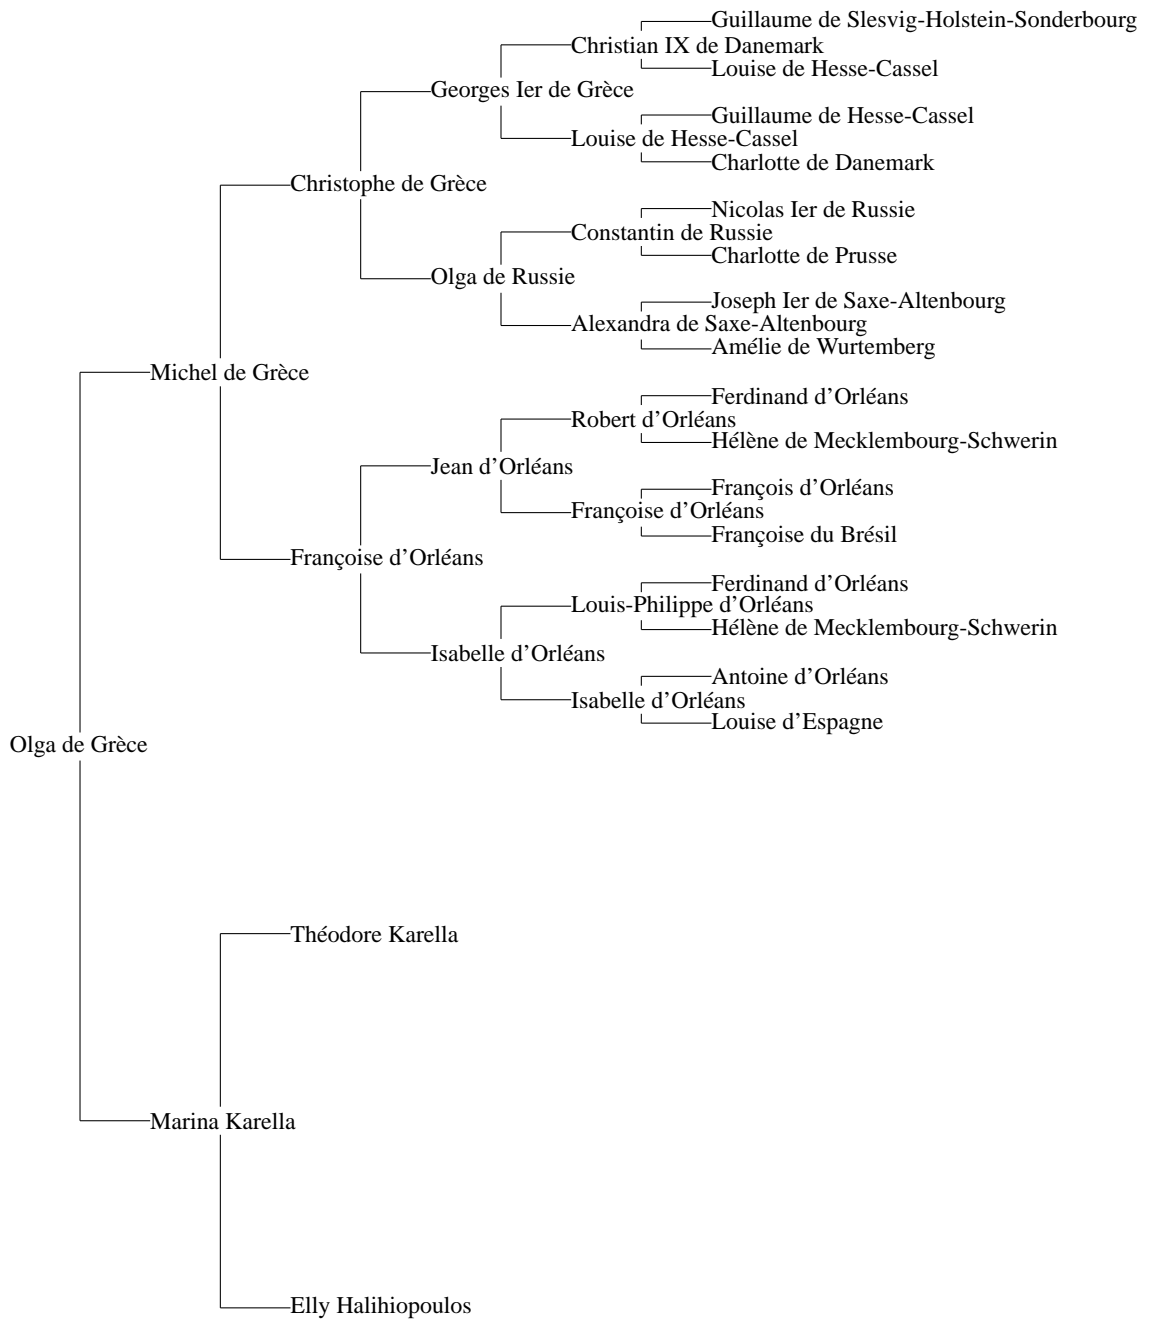 Guillaume de Slesvig-Holstein-Sonderbourg
Christian IX de Danemark
Louise de Hesse-Cassel
Georges Ier de Grèce
Guillaume de Hesse-Cassel
Louise de Hesse-Cassel
Charlotte de Danemark
Christophe de Grèce
Nicolas Ier de Russie
Constantin de Russie
Charlotte de Prusse
Olga de Russie
Joseph Ier de Saxe-Altenbourg
Alexandra de Saxe-Altenbourg
Amélie de Wurtemberg
Michel de Grèce
Ferdinand d’Orléans
Robert d’Orléans
Hélène de Mecklembourg-Schwerin
Jean d’Orléans
François d’Orléans
Françoise d’Orléans
Françoise du Brésil
Françoise d’Orléans
Ferdinand d’Orléans
Louis-Philippe d’Orléans
Hélène de Mecklembourg-Schwerin
Isabelle d’Orléans
Antoine d’Orléans
Isabelle d’Orléans
Louise d’Espagne
Olga de Grèce
Théodore Karella
Marina Karella
Elly Halihiopoulos